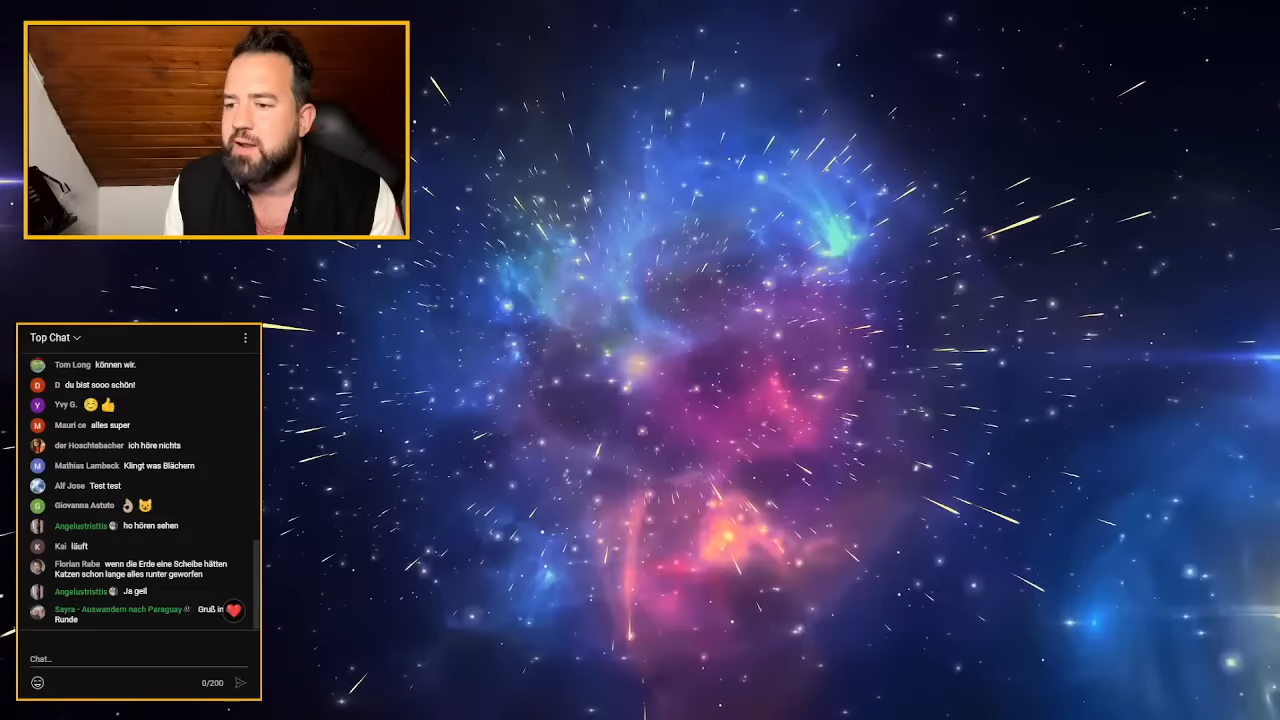 Top Chat
Tom Long können wir.
D D du bist sooo schön!
Y Yvy G. 😊👍
M Mauri ce alles super
der Hoschtebacher ich höre nichts
M Mathias Lambeck Klingt was Blächern
Alf Jose Test test
G Giovanna Astuto 👌😺
Angelustristtis ho hören sehen
K Kai läuft
Florian Rabe wenn die Erde eine Scheibe hätten
Katzen schon lange alles runter geworfen
Angelustristtis Ja geil
Sayra - Auswandern nach Paraguay Gruß in
Runde
Chat...
0/200